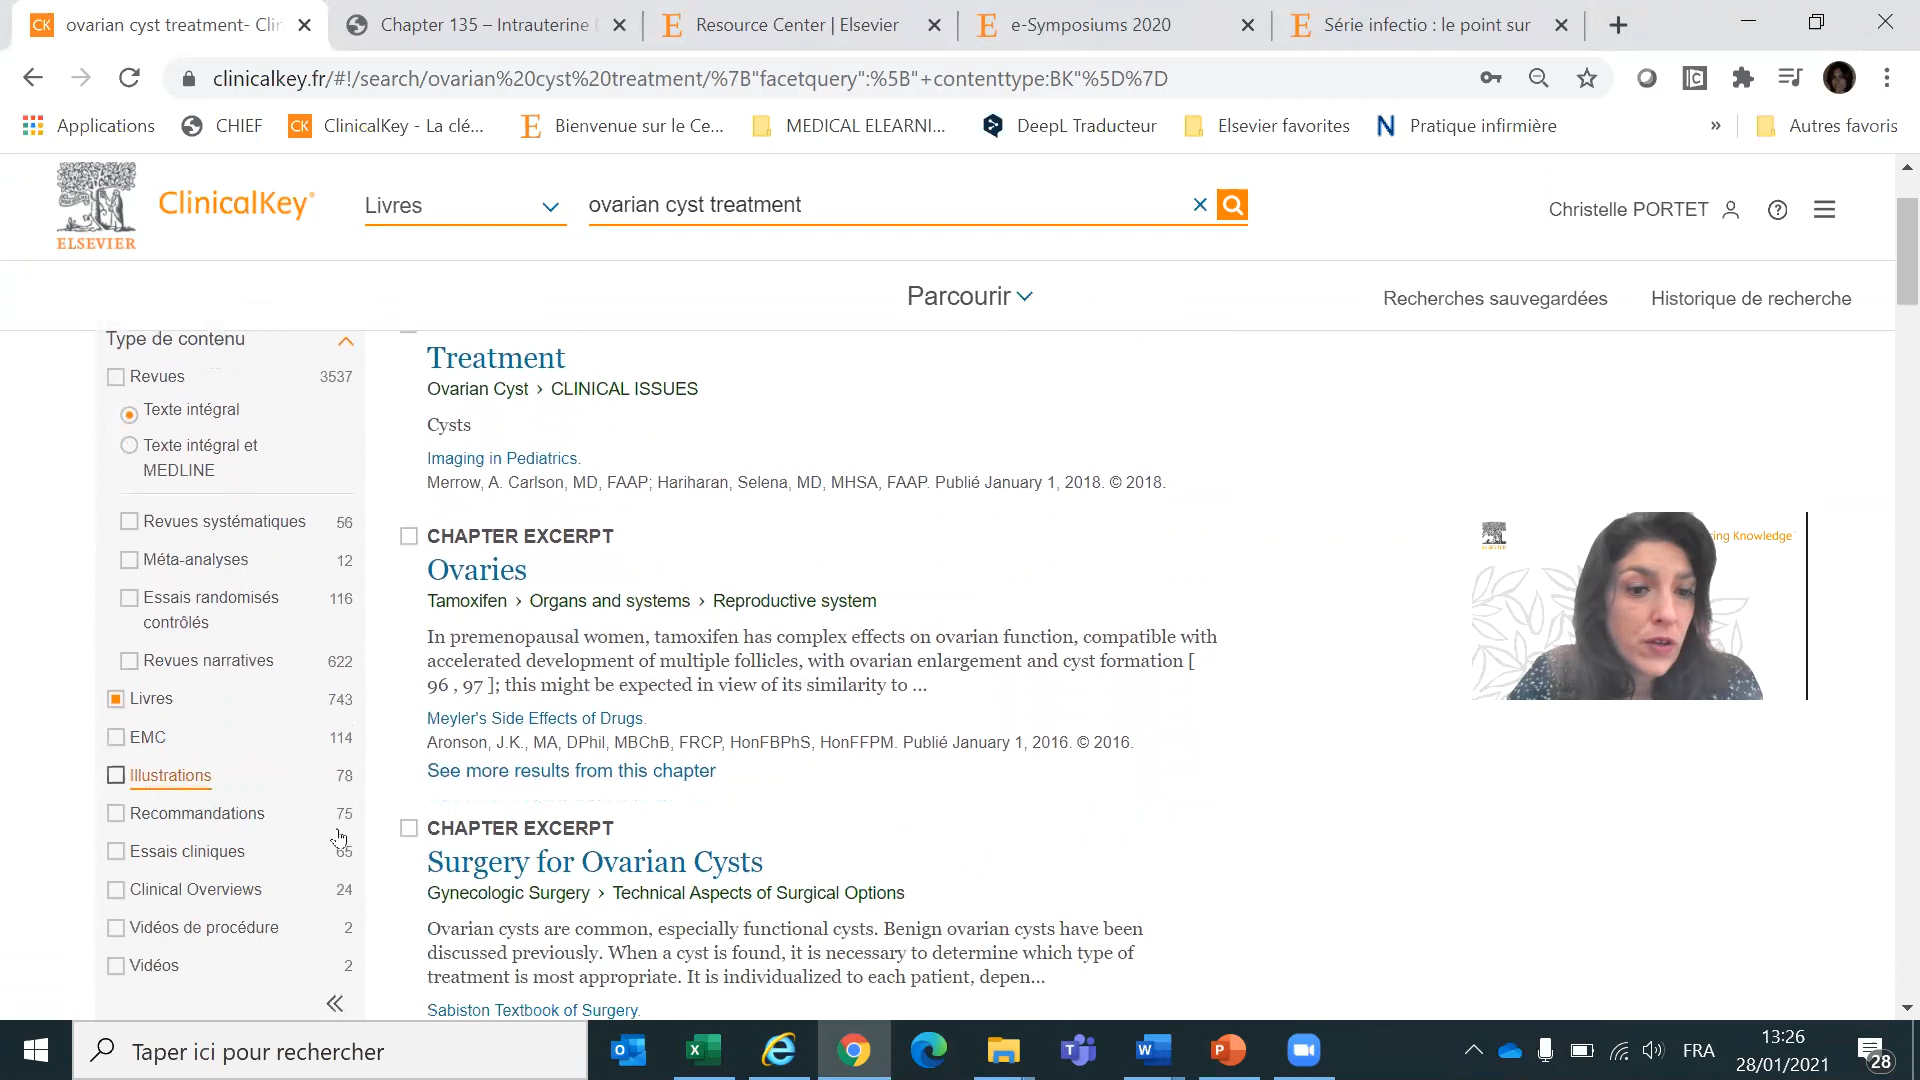 CK ovarian cyst treatment- Clin
Chapter 135 – Intrauterine
Resource Center | Elsevier
e-Symposiums 2020
Série infectio : le point sur
clinicalkey.fr/#!/search/ovarian%20cyst%20treatment/%7B"facetquery":%5B"+contenttype:BK"%5D%7D
Applications CHIEF CK ClinicalKey - La clé... Bienvenue sur le Ce... MEDICAL ELEARNI... DeepL Traducteur Elsevier favorites Pratique infirmière » Autres favoris
ELSEVIER
ClinicalKey®
Livres
ovarian cyst treatment
Christelle PORTET
Parcourir
Recherches sauvegardées
Historique de recherche
Type de contenu
Revues 3537
Texte intégral
Texte intégral et
MEDLINE
Revues systématiques 56
Méta-analyses 12
Essais randomisés 116
contrôlés
Revues narratives 622
Livres 743
EMC 114
Illustrations 78
Recommandations 75
Essais cliniques 65
Clinical Overviews 24
Vidéos de procédure 2
Vidéos 2
Treatment
Ovarian Cyst › CLINICAL ISSUES
Cysts
Imaging in Pediatrics.
Merrow, A. Carlson, MD, FAAP; Hariharan, Selena, MD, MHSA, FAAP. Publié January 1, 2018. © 2018.
CHAPTER EXCERPT
Ovaries
Tamoxifen › Organs and systems › Reproductive system
In premenopausal women, tamoxifen has complex effects on ovarian function, compatible with
accelerated development of multiple follicles, with ovarian enlargement and cyst formation [
96 , 97 ]; this might be expected in view of its similarity to ...
Meyler's Side Effects of Drugs.
Aronson, J.K., MA, DPhil, MBChB, FRCP, HonFBPhS, HonFFPM. Publié January 1, 2016. © 2016.
See more results from this chapter
CHAPTER EXCERPT
Surgery for Ovarian Cysts
Gynecologic Surgery › Technical Aspects of Surgical Options
Ovarian cysts are common, especially functional cysts. Benign ovarian cysts have been
discussed previously. When a cyst is found, it is necessary to determine which type of
treatment is most appropriate. It is individualized to each patient, depen...
Sabiston Textbook of Surgery.
ring Knowledge™
Taper ici pour rechercher
FRA
13:26
28/01/2021
28